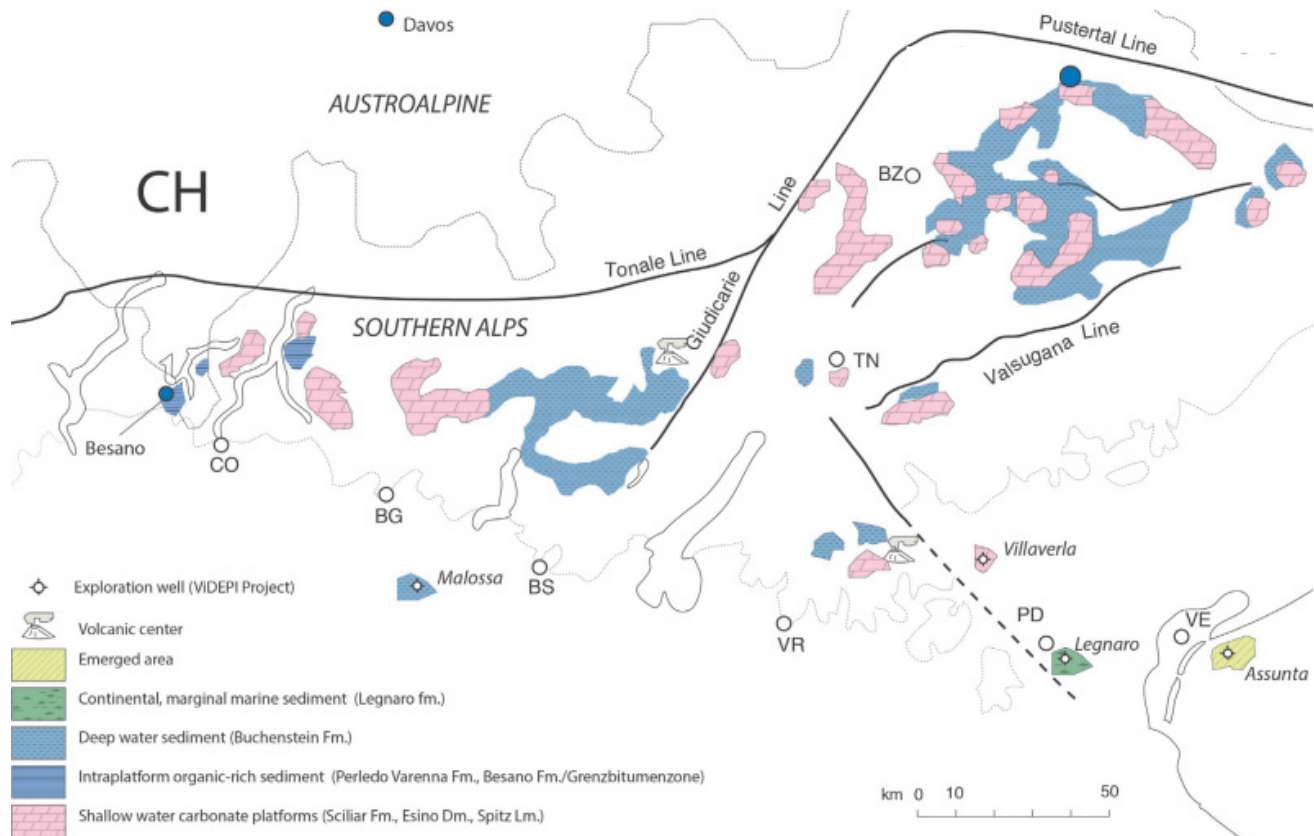 Davos
Pustertal Line
AUSTROALPINE
CH
BZ
Line
Tonale Line
Giudicarie
SOUTHERN ALPS
TN
Valsugana Line
Besano
CO
BG
Malossa
BS
Villaverla
VR
PD
VE
Legnaro
Assunta
Exploration well (ViDEPI Project)
Volcanic center
Emerged area
Continental, marginal marine sediment (Legnaro fm.)
Deep water sediment (Buchenstein Fm.)
Intraplatform organic-rich sediment (Perledo Varenna Fm., Besano Fm./Grenzbitumenzone)
Shallow water carbonate platforms (Sciliar Fm., Esino Dm., Spitz Lm.)
km 0 10 50